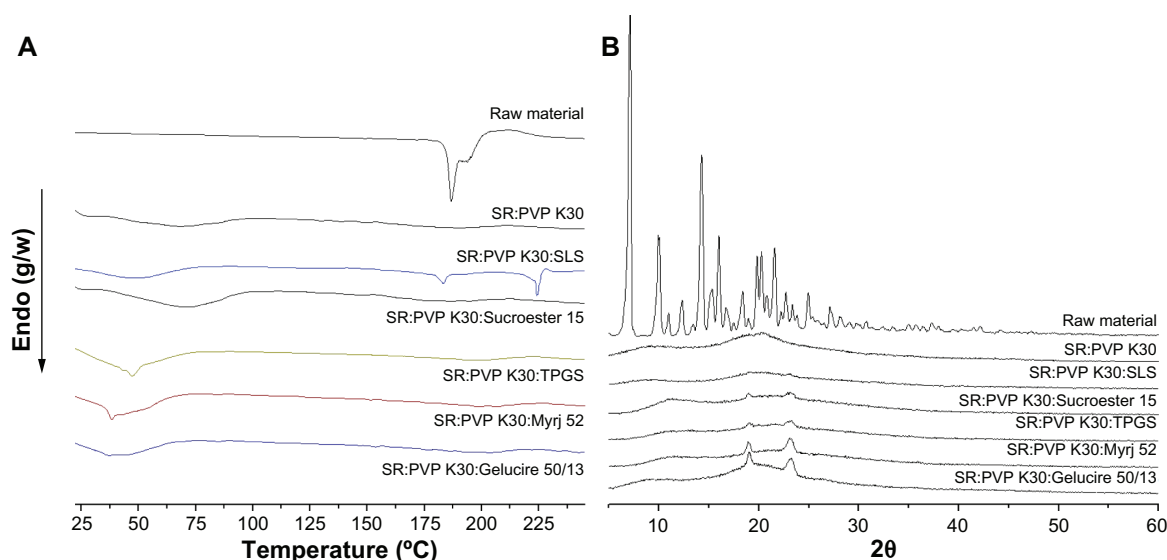 A
Endo (g/w)
Raw material
SR:PVP K30
SR:PVP K30:SLS
SR:PVP K30:Sucroester 15
SR:PVP K30:TPGS
SR:PVP K30:Myrj 52
SR:PVP K30:Gelucire 50/13
25 50 75 100 125 150 175 200 225
Temperature (ºC)
B
Raw material
SR:PVP K30
SR:PVP K30:SLS
SR:PVP K30:Sucroester 15
SR:PVP K30:TPGS
SR:PVP K30:Myrj 52
SR:PVP K30:Gelucire 50/13
10 20 30 40 50 60
2θ